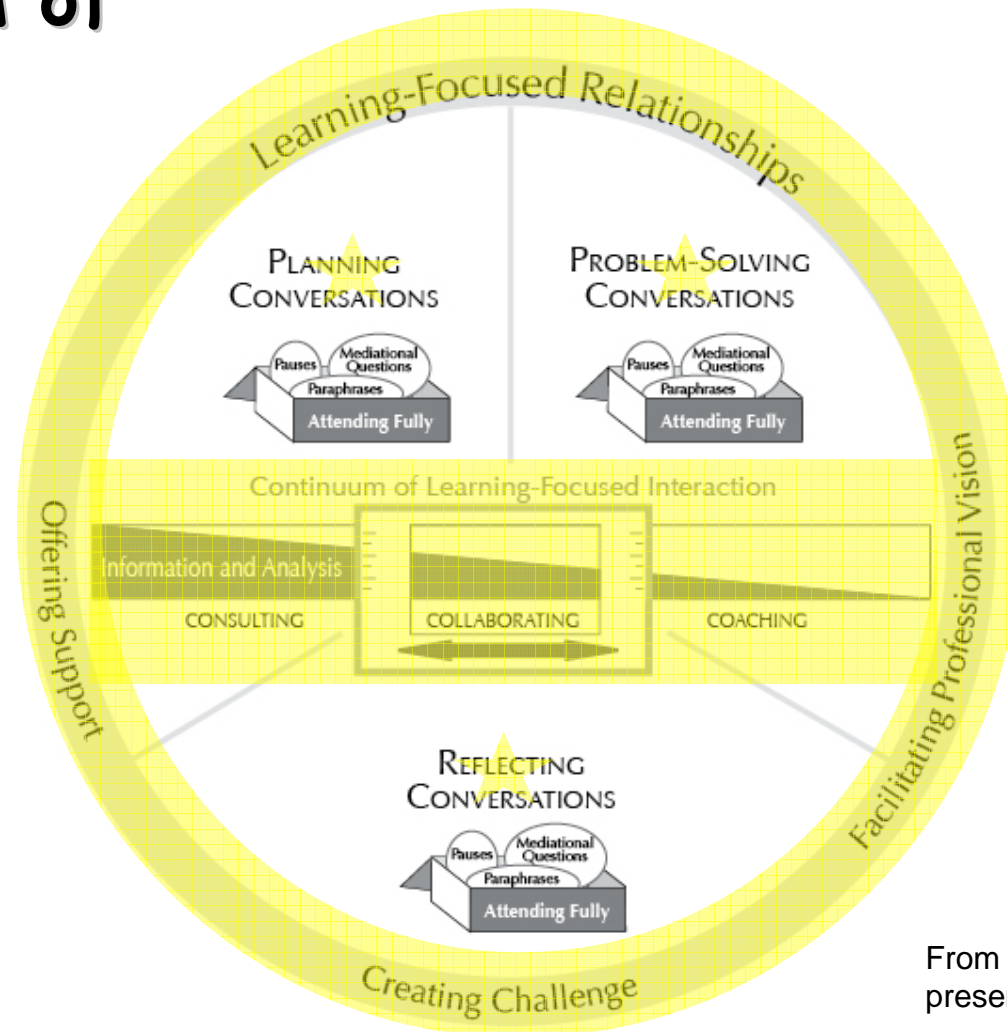 of
Learning-Focused Relationships
PLANNING
CONVERSATIONS
Pauses
Mediational
Questions
Paraphrases
Attending Fully
PROBLEM-SOLVING
CONVERSATIONS
Pauses
Mediational
Questions
Paraphrases
Attending Fully
Offering Support
Continuum of Learning-Focused Interaction
Information and Analysis
CONSULTING
COLLABORATING
COACHING
Facilitating Professional Vision
REFLECTING
CONVERSATIONS
Pauses
Mediational
Questions
Paraphrases
Attending Fully
Creating Challenge
From